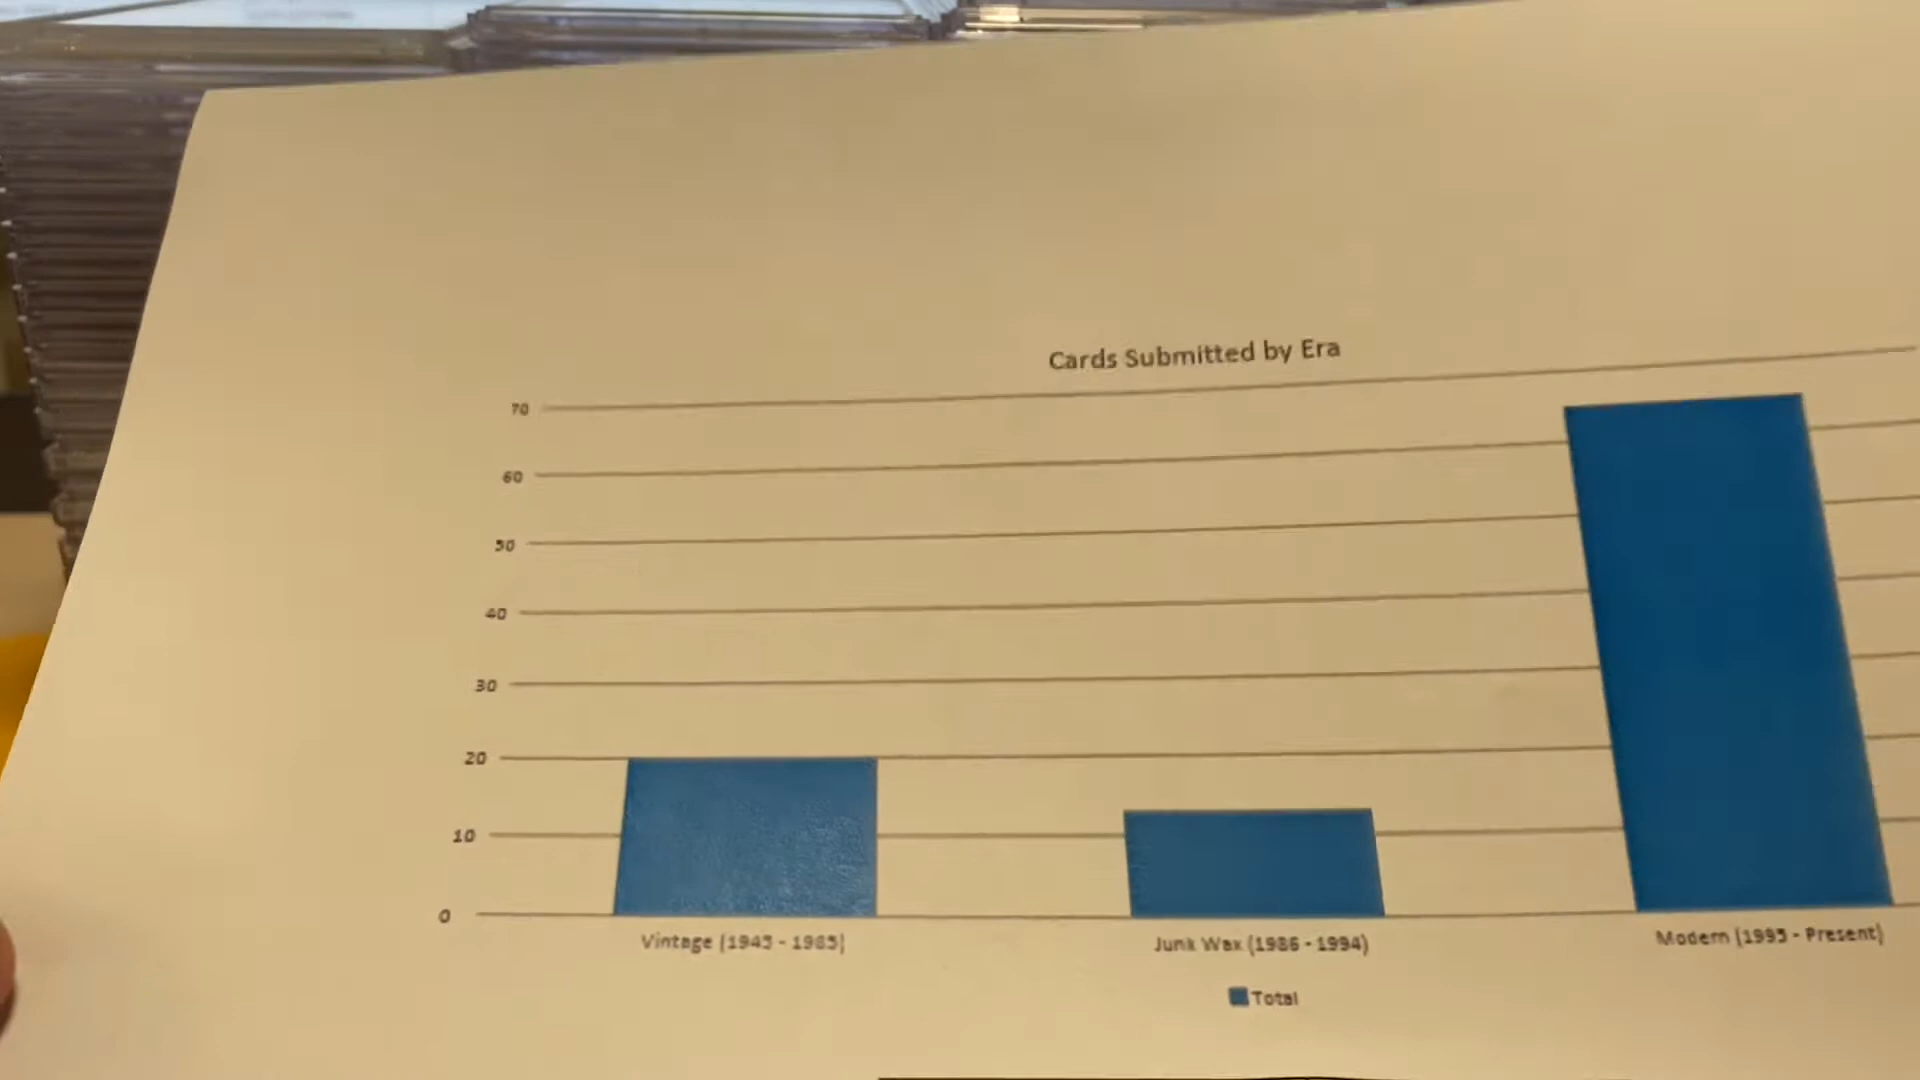 Cards Submitted by Era
70
60
50
40
30
20
10
0
Vintage (1945 - 1985)
Junk Wax (1986 - 1994)
Modern (1995 - Present)
Total